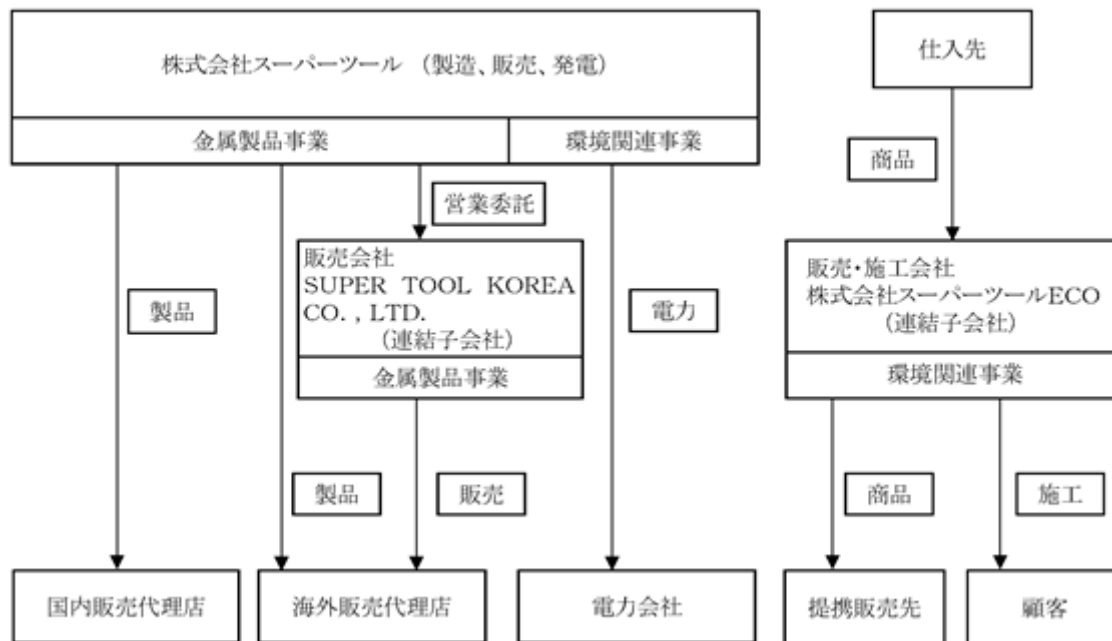 株式会社スーパーツール （製造、販売、発電）
仕入先
金属製品事業
環境関連事業
商品
営業委託
販売会社
SUPER TOOL KOREA
CO. , LTD.
（連結子会社）
金属製品事業
販売・施工会社
株式会社スーパーツールECO
（連結子会社）
環境関連事業
製品
電力
製品
販売
商品
施工
国内販売代理店
海外販売代理店
電力会社
提携販売先
顧客